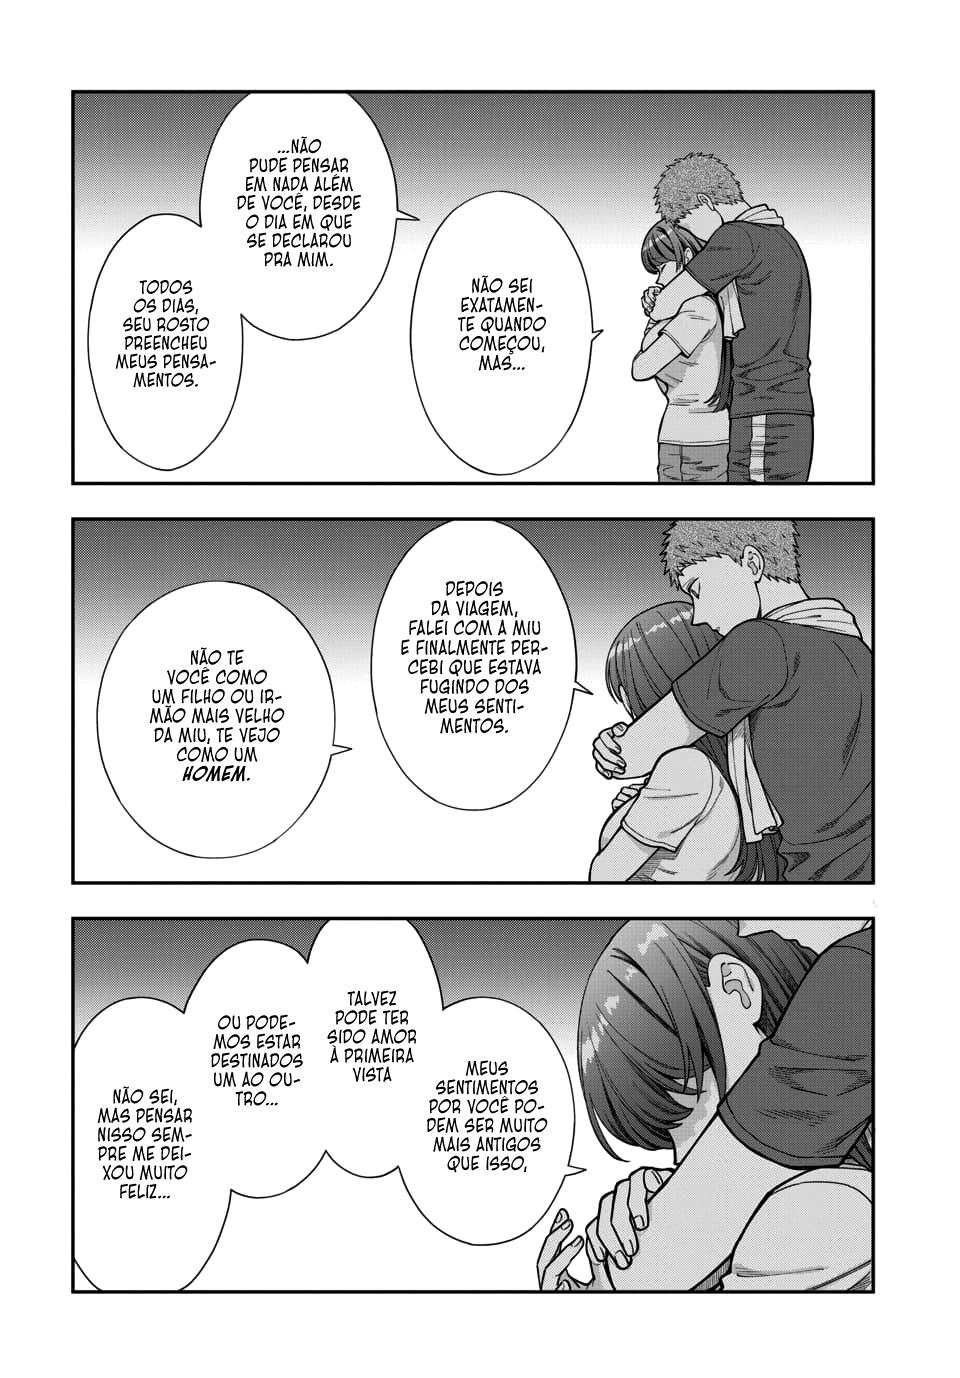 NÃO SEI
EXATAMEN-
TE QUANDO
COMEÇOU,
MAS...
...NÃO
PUDE PENSAR
EM NADA ALÉM
DE VOCÊ, DESDE
O DIA EM QUE
SE DECLAROU
PRA MIM.
TODOS
OS DIAS,
SEU ROSTO
PREENCHEU
MEUS PENSA-
MENTOS.
DEPOIS
DA VIAGEM,
FALEI COM A MIU
E FINALMENTE PER-
CEBI QUE ESTAVA
FUGINDO DOS
MEUS SENTI-
MENTOS.
NÃO TE
VOCÊ COMO
UM FILHO OU IR-
MÃO MAIS VELHO
DA MIU, TE VEJO
COMO UM
HOMEM.
MEUS
SENTIMENTOS
POR VOCÊ PO-
DEM SER MUITO
MAIS ANTIGOS
QUE ISSO,
TALVEZ
PODE TER
SIDO AMOR
À PRIMEIRA
VISTA
OU PODE-
MOS ESTAR
DESTINADOS
UM AO OU-
TRO...
NÃO SEI,
MAS PENSAR
NISSO SEM-
PRE ME DEI-
XOU MUITO
FELIZ...